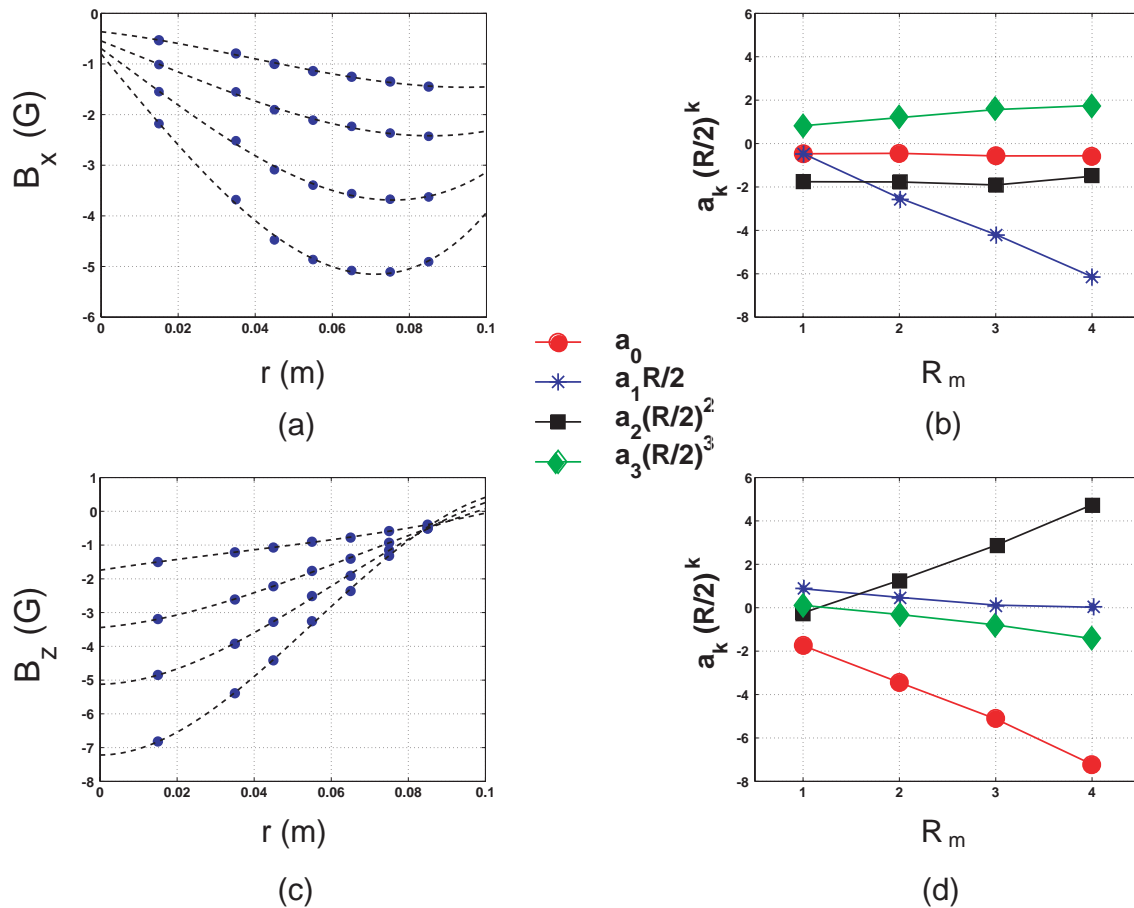 0
-1
-2
-3
-4
-5
-6
B_x (G)
0 0.02 0.04 0.06 0.08 0.1
r (m)
(a)
6
4
2
0
-2
-4
-6
-8
a_k (R/2)^k
1 2 3 4
R_m
(b)
a_0
a_1R/2
a_2(R/2)^2
a_3(R/2)^3
1
0
-1
-2
-3
-4
-5
-6
-7
-8
B_z (G)
0 0.02 0.04 0.06 0.08 0.1
r (m)
(c)
6
4
2
0
-2
-4
-6
-8
a_k (R/2)^k
1 2 3 4
R_m
(d)